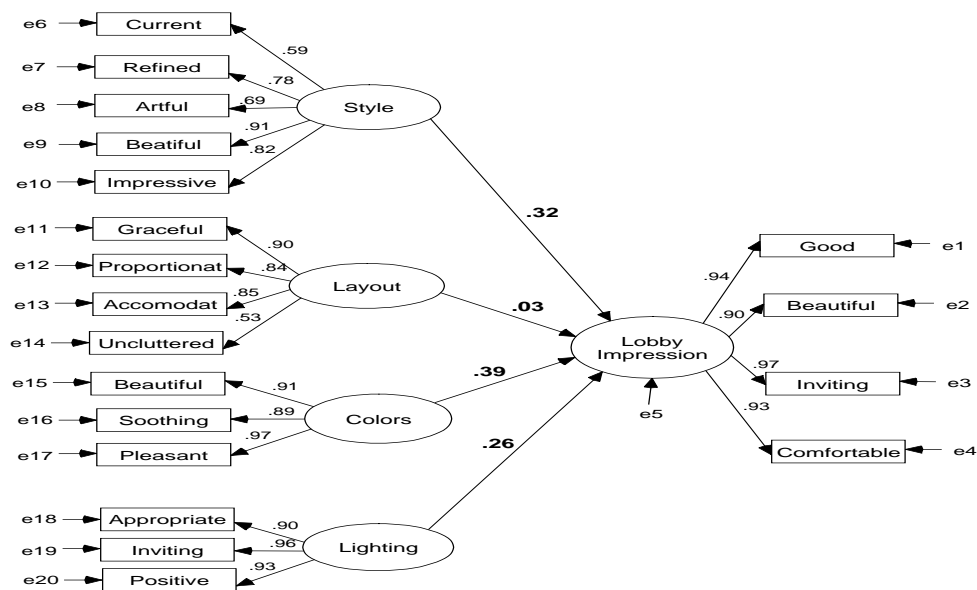 e6 Current
.59
e7 Refined
.78
e8 Artful
.69
Style
e9 Beatiful
.91
e10 Impressive
.82
.32
e11 Graceful
.90
e12 Proportionat
.84
e13 Accomodat
.85
Layout
e14 Uncluttered
.53
.03
e15 Beautiful
.91
e16 Soothing
.89
Colors
e17 Pleasant
.97
.39
e18 Appropriate
.90
e19 Inviting
.96
Lighting
e20 Positive
.93
.26
Lobby
Impression
e5
.94
Good e1
.90
Beautiful e2
.97
Inviting e3
.93
Comfortable e4